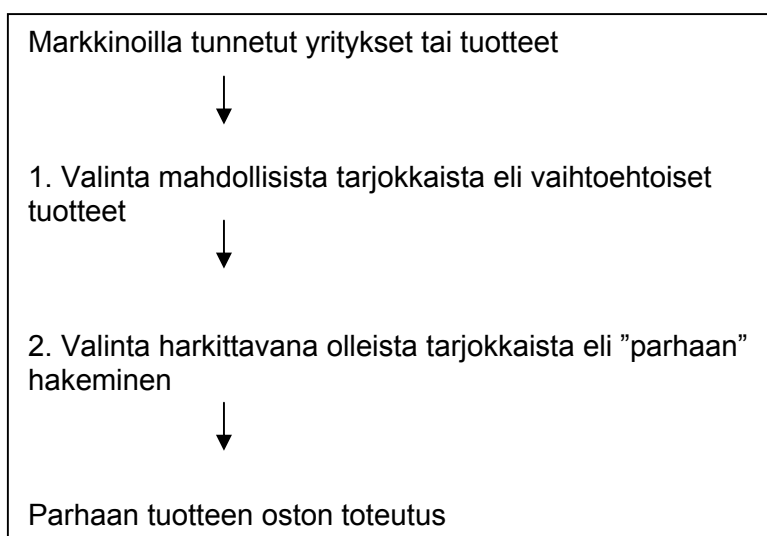 Markkinoilla tunnetut yritykset tai tuotteet
1. Valinta mahdollisista tarjokkaista eli vaihtoehtoiset
tuotteet
2. Valinta harkittavana olleista tarjokkaista eli ”parhaan”
hakeminen
Parhaan tuotteen oston toteutus